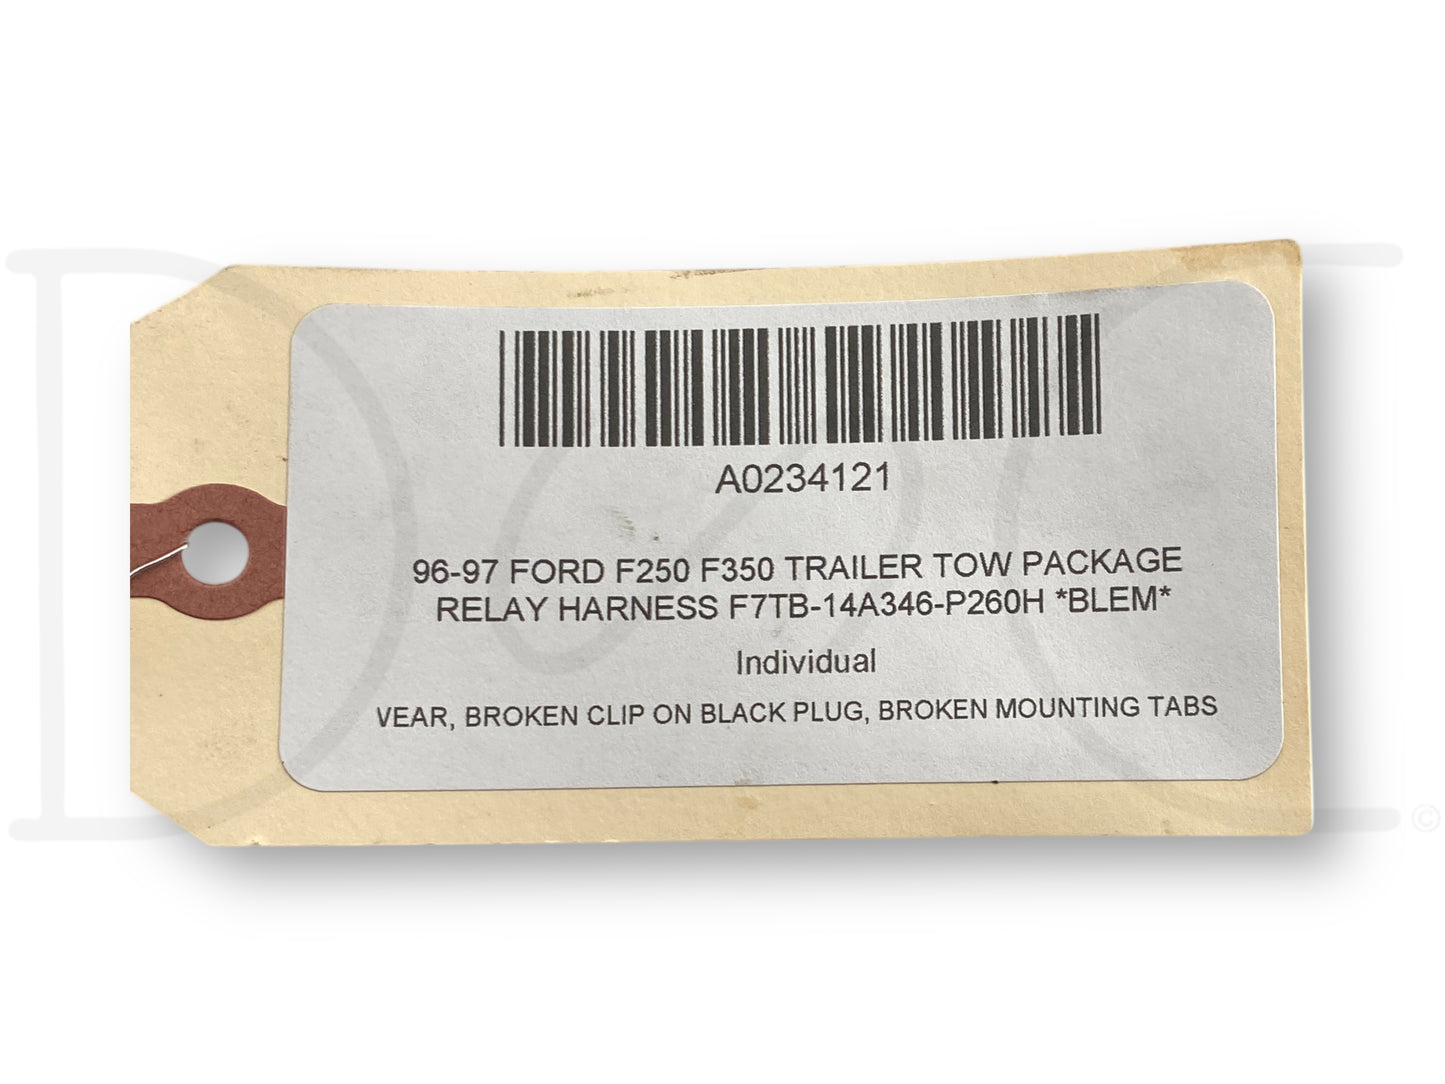 A0234121
96-97 FORD F250 F350 TRAILER TOW PACKAGE
RELAY HARNESS F7TB-14A346-P260H *BLEM*
Individual
VEAR, BROKEN CLIP ON BLACK PLUG, BROKEN MOUNTING TABS
©